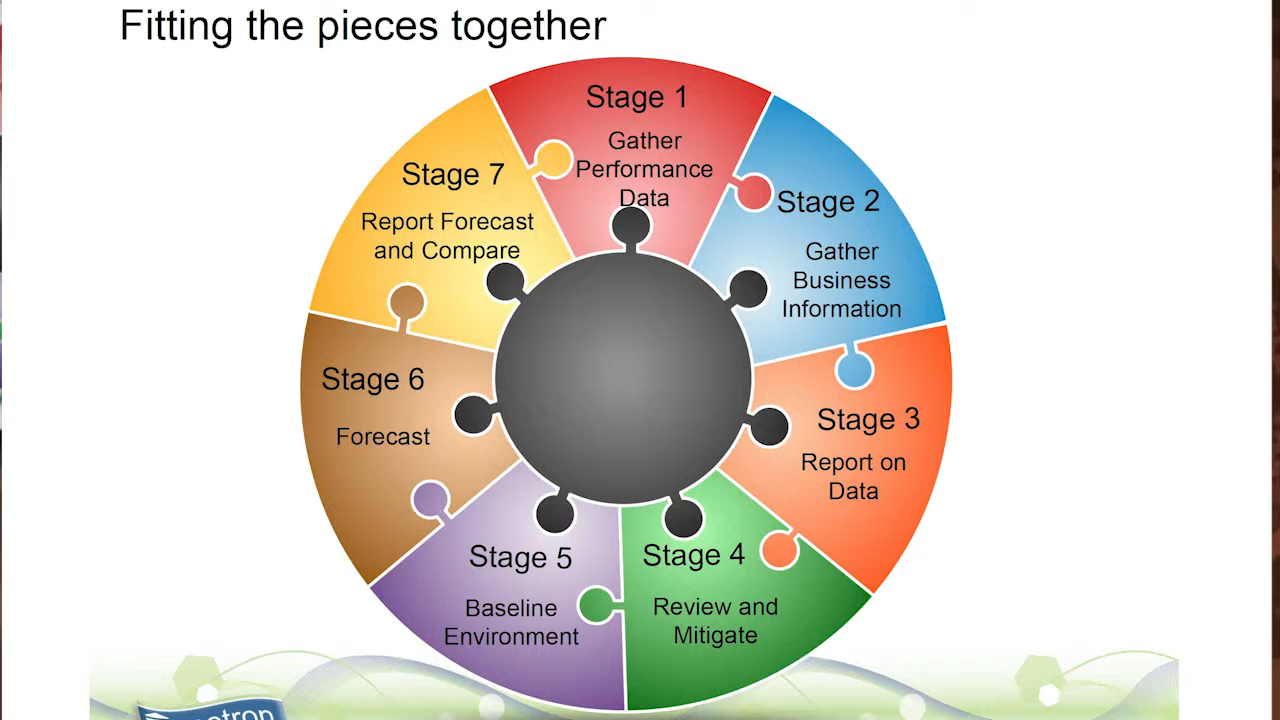 Fitting the pieces together
Stage 1
Gather
Performance
Data
Stage 2
Gather
Business
Information
Stage 3
Report on
Data
Stage 4
Review and
Mitigate
Stage 5
Baseline
Environment
Stage 6
Forecast
Stage 7
Report Forecast
and Compare